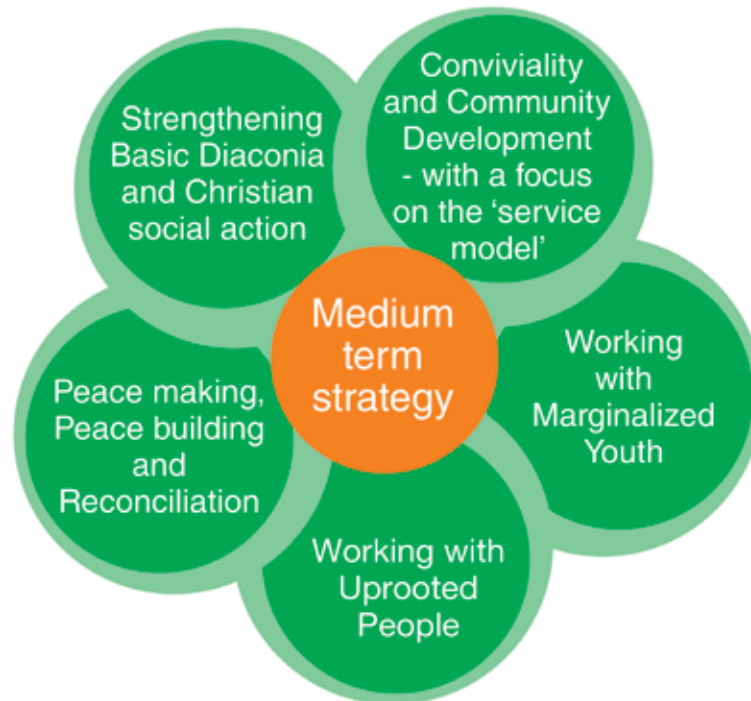 Strengthening
Basic Diaconia
and Christian
social action
Conviviality
and Community
Development
- with a focus
on the ‘service
model’
Medium
term
strategy
Working
with
Marginalized
Youth
Peace making,
Peace building
and
Reconciliation
Working with
Uprooted
People